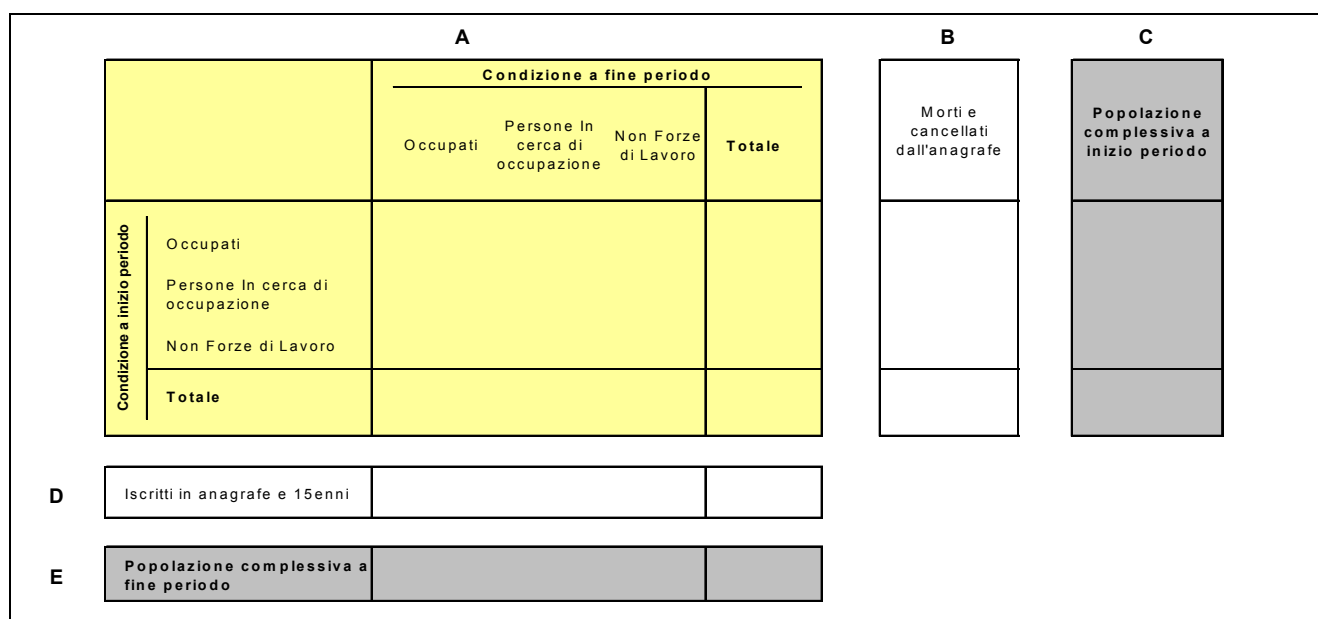 A
B
C
Condizione a fine periodo
Occupati
Persone In
cerca di
occupazione
Non Forze
di Lavoro
Totale
Morti e
cancellati
dall'anagrafe
Popolazione
complessiva a
inizio periodo
Condizione a inizio periodo
Occupati
Persone In cerca di
occupazione
Non Forze di Lavoro
Totale
D
Iscritti in anagrafe e 15enni
E
Popolazione complessiva a
fine periodo